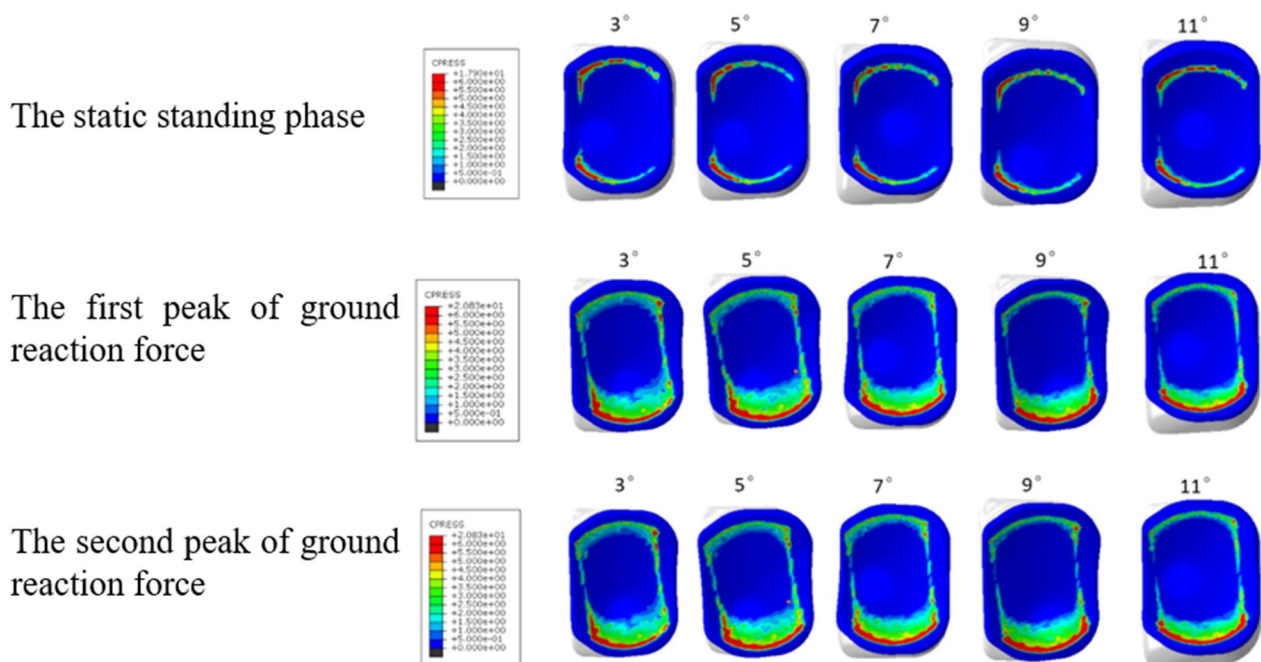 3° 5° 7° 9° 11°
The static standing phase
CPRESS
+1.790e+01
+6.000e+00
+5.500e+00
+5.000e+00
+4.500e+00
+4.000e+00
+3.500e+00
+3.000e+00
+2.500e+00
+2.000e+00
+1.500e+00
+1.000e+00
+5.000e-01
+0.000e+00
3° 5° 7° 9° 11°
The first peak of ground
reaction force
CPRESS
+2.083e+01
+6.000e+00
+5.500e+00
+5.000e+00
+4.500e+00
+4.000e+00
+3.500e+00
+3.000e+00
+2.500e+00
+2.000e+00
+1.500e+00
+1.000e+00
+5.000e-01
+0.000e+00
3° 5° 7° 9° 11°
The second peak of ground
reaction force
CPRESS
+2.083e+01
+6.000e+00
+5.500e+00
+5.000e+00
+4.500e+00
+4.000e+00
+3.500e+00
+3.000e+00
+2.500e+00
+2.000e+00
+1.500e+00
+1.000e+00
+5.000e-01
+0.000e+00